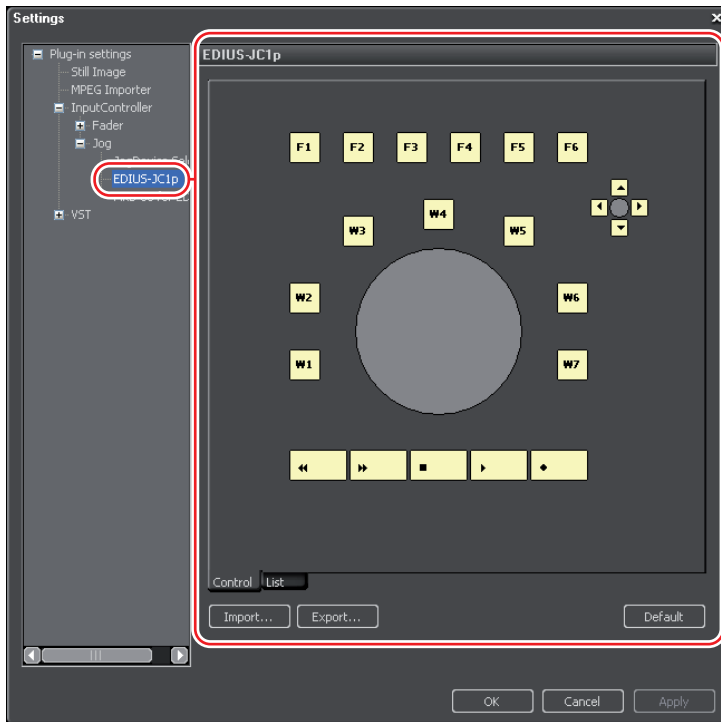 Settings
Plug-in settings
Still Image
MPEG Importer
InputController
Fader
Jog
EDIUS-JC1p
VST
EDIUS-JC1p
F1 F2 F3 F4 F5 F6
W4
W3 W5
W2 W6
W1 W7
Control List
Import... Export... Default
OK Cancel Apply